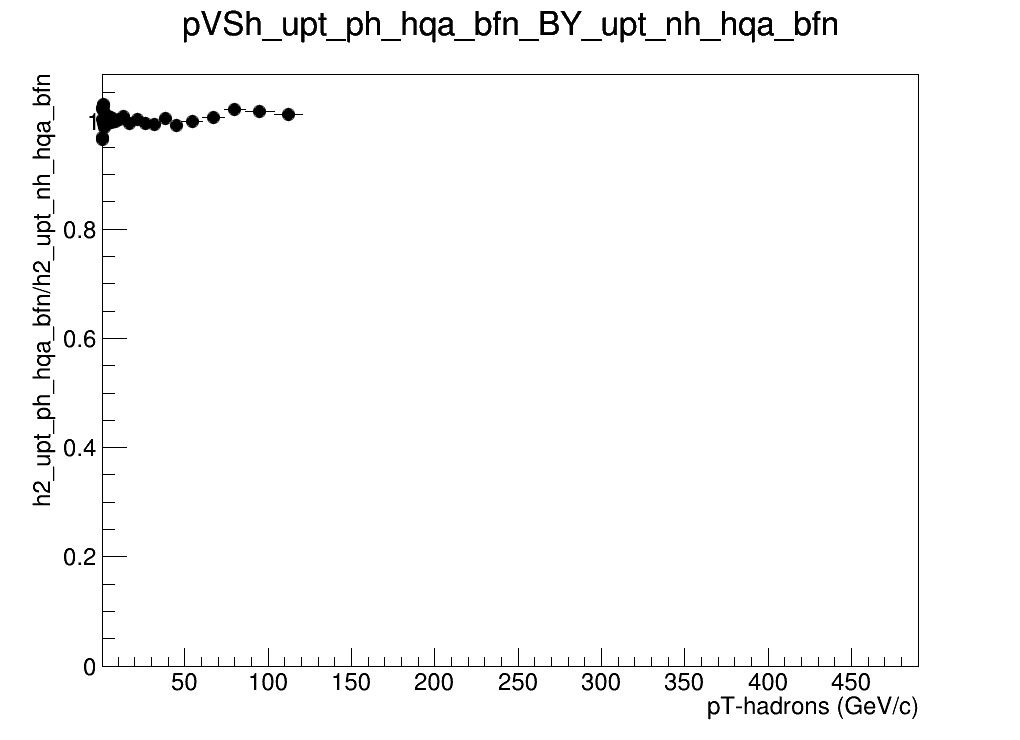 pVSh_upt_ph_hqa_bfn_BY_upt_nh_hqa_bfn
h2_upt_ph_hqa_bfn/h2_upt_nh_hqa_bfn
1
0.8
0.6
0.4
0.2
0
50 100 150 200 250 300 350 400 450
pT-hadrons (GeV/c)